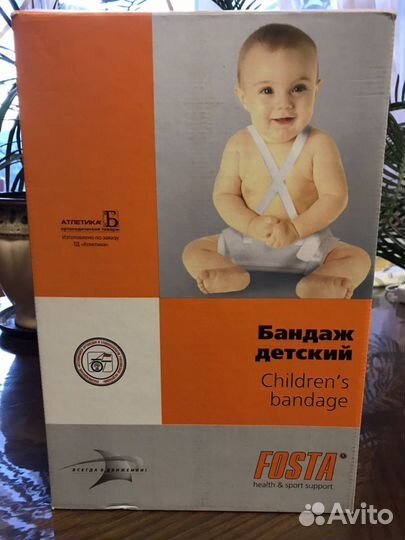 АТЛЕТИКА Б
ортопедические товары
Изготовлено по заказу
ТД «Атлетика»
Бандаж
детский
Children's
bandage
ВСЕГДА В ДВИЖЕНИИ!
FOSTA
health & sport support
Avito